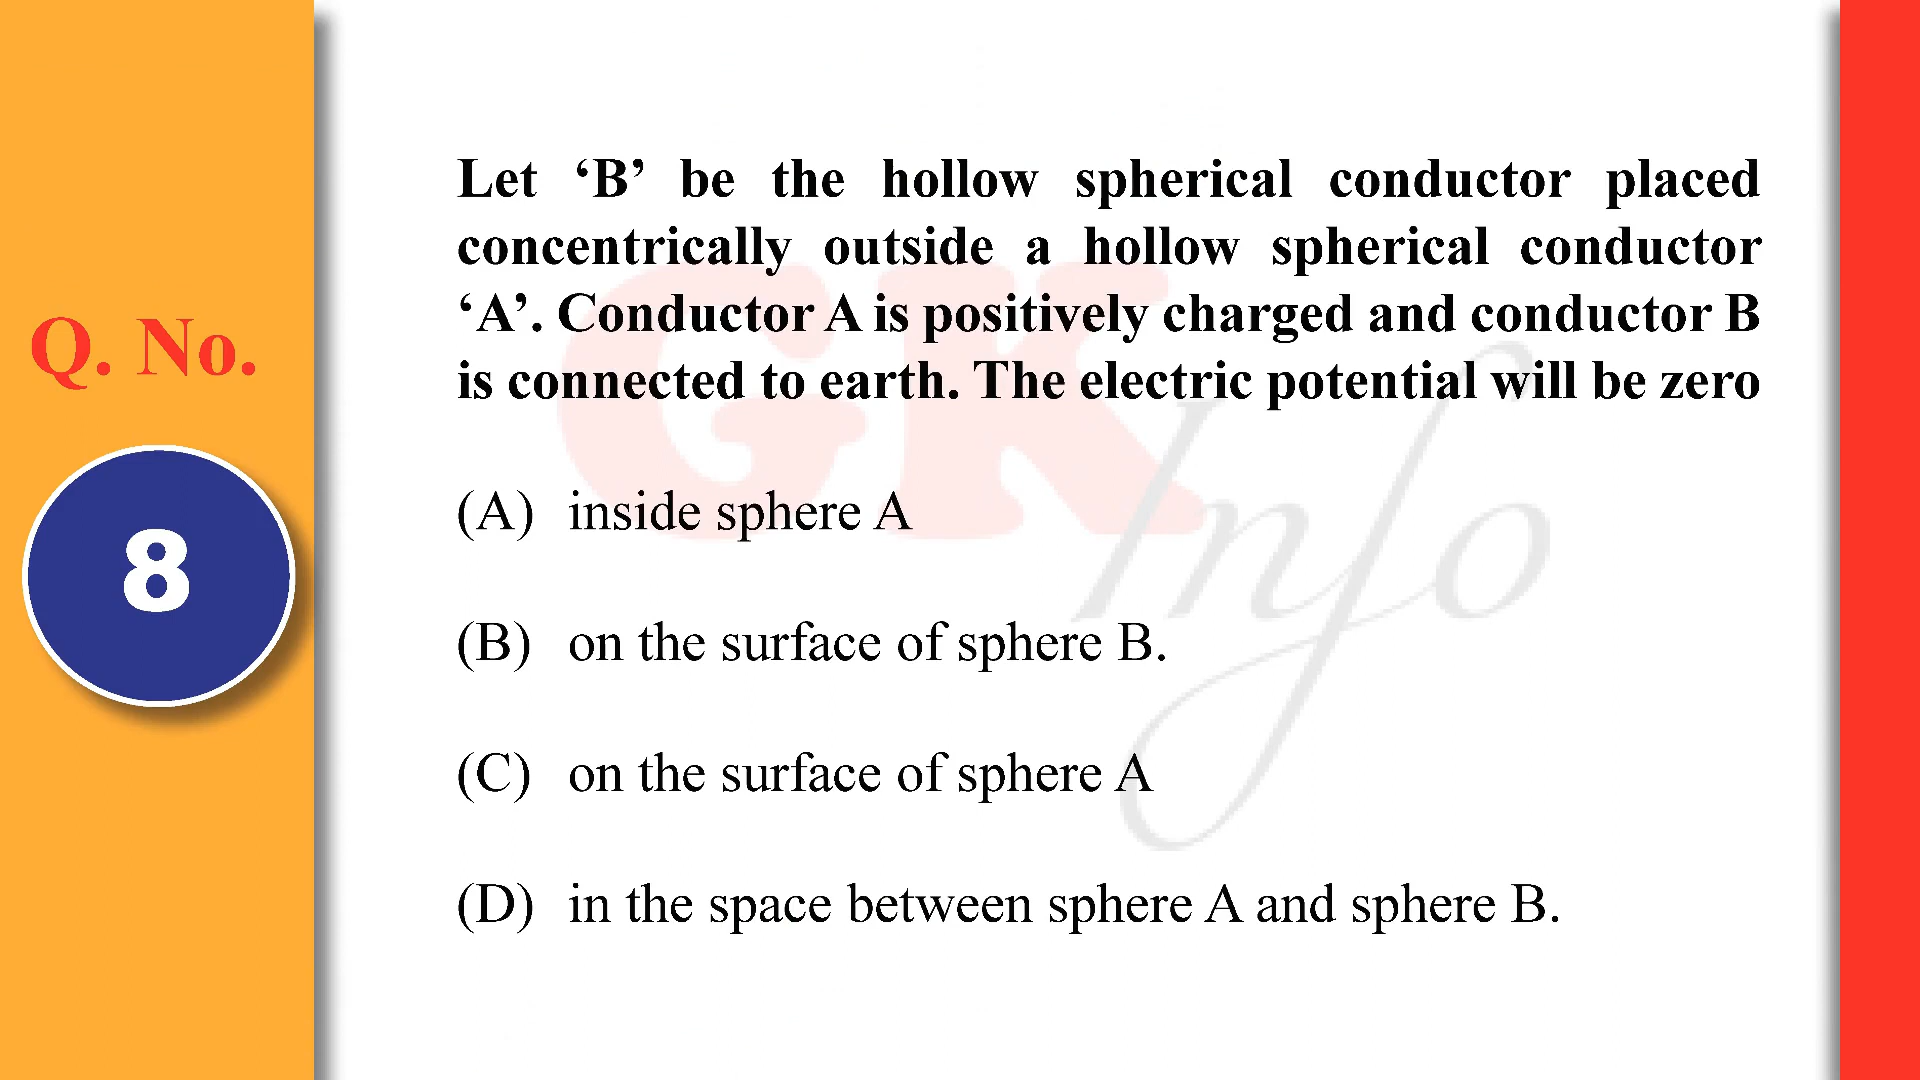 Q. No.
8
Let ‘B’ be the hollow spherical conductor placed
concentrically outside a hollow spherical conductor
‘A’. Conductor A is positively charged and conductor B
is connected to earth. The electric potential will be zero
(A) inside sphere A
(B) on the surface of sphere B.
(C) on the surface of sphere A
(D) in the space between sphere A and sphere B.
GK Info